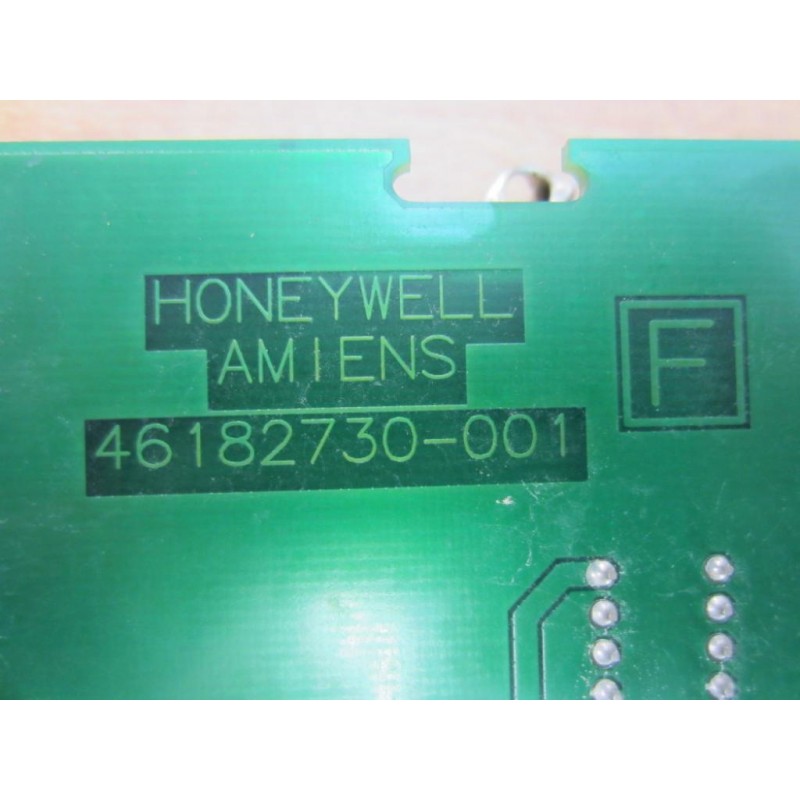 HONEYWELL
AMIENS
46182730-001
F